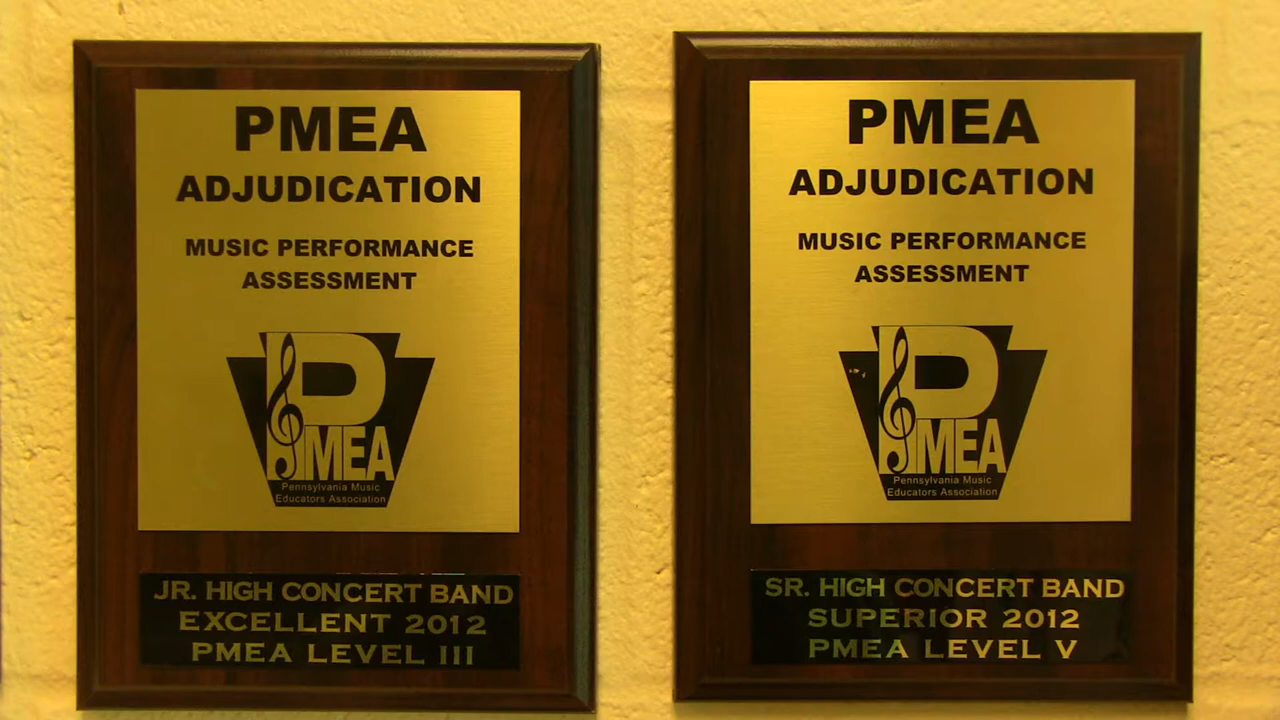 PMEA
ADJUDICATION
MUSIC PERFORMANCE
ASSESSMENT
PMEA
Pennsylvania Music
Educators Association
JR. HIGH CONCERT BAND
EXCELLENT 2012
PMEA LEVEL III
PMEA
ADJUDICATION
MUSIC PERFORMANCE
ASSESSMENT
PMEA
Pennsylvania Music
Educators Association
SR. HIGH CONCERT BAND
SUPERIOR 2012
PMEA LEVEL V